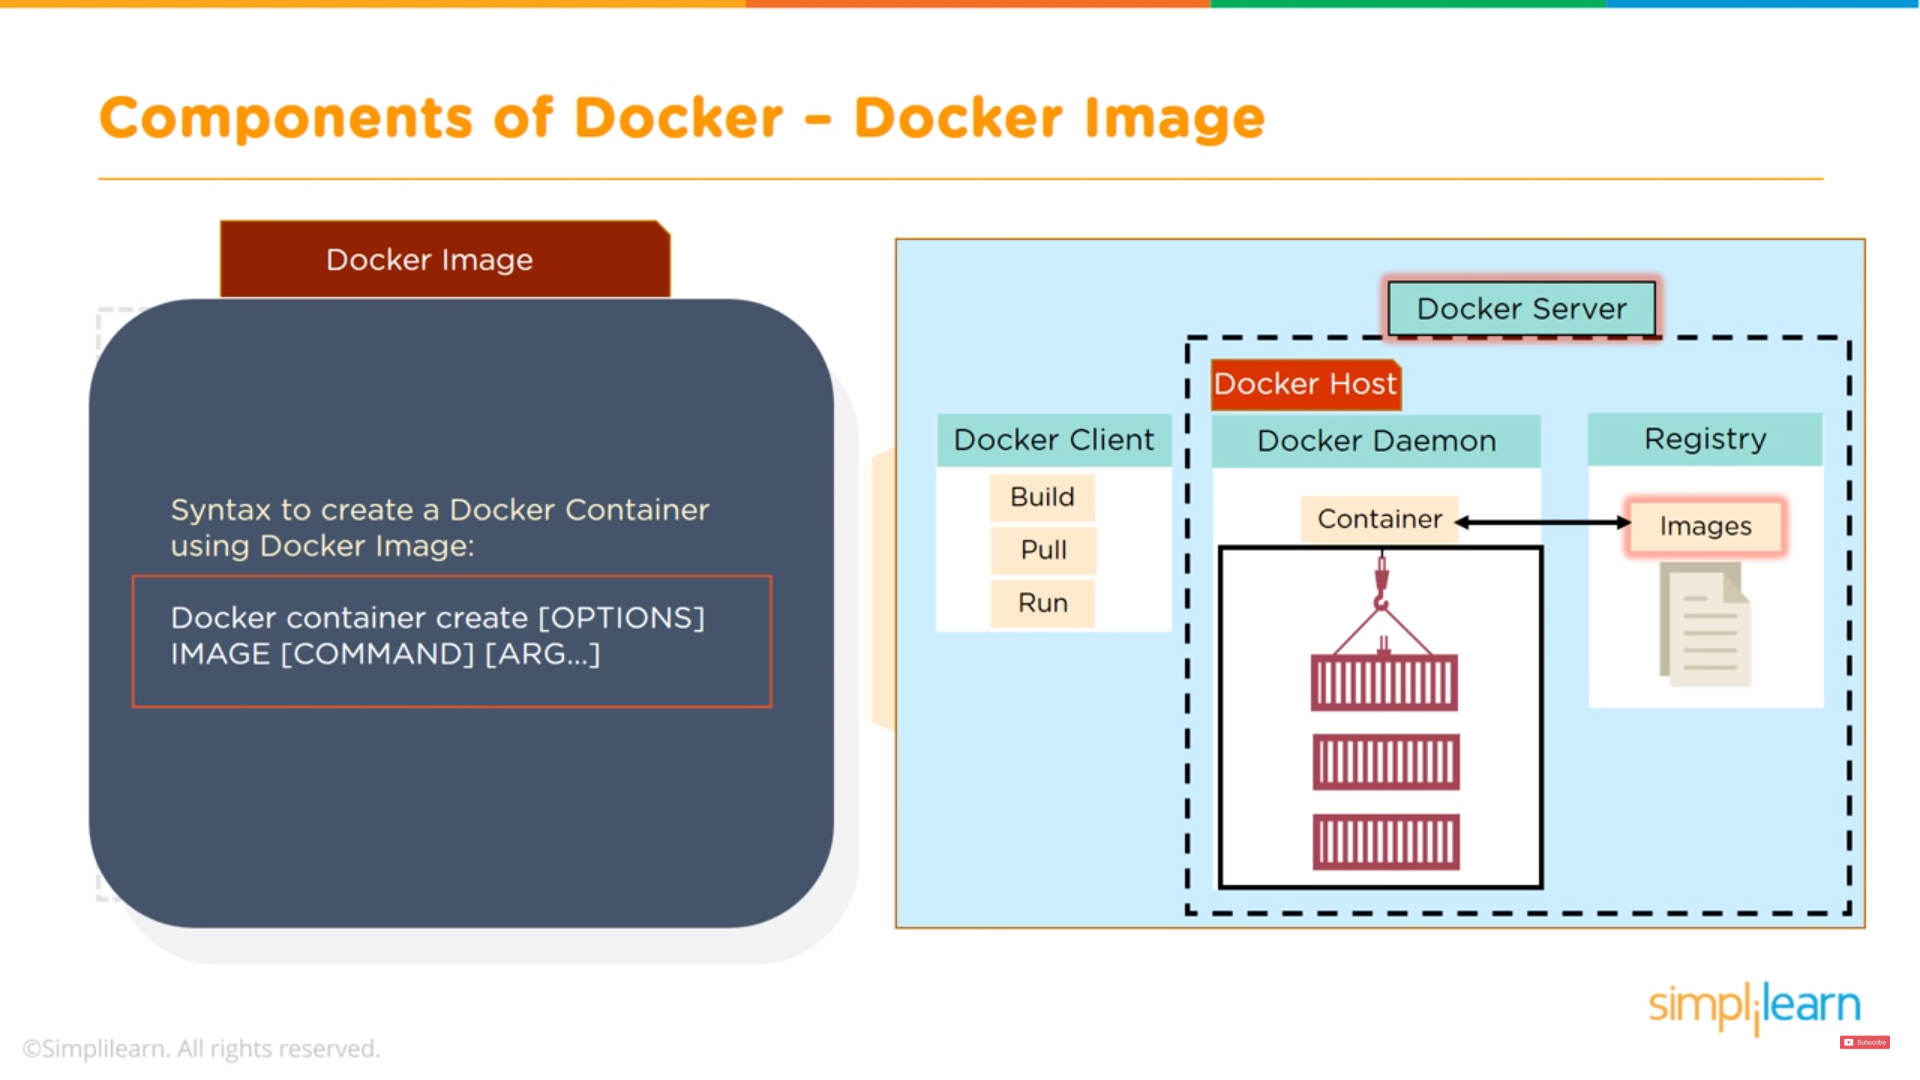 Components of Docker – Docker Image
Docker Image
Syntax to create a Docker Container
using Docker Image:
Docker container create [OPTIONS]
IMAGE [COMMAND] [ARG...]
Docker Server
Docker Host
Docker Client
Build
Pull
Run
Docker Daemon
Container
Registry
Images
simplilearn
Subscribe
©Simplilearn. All rights reserved.